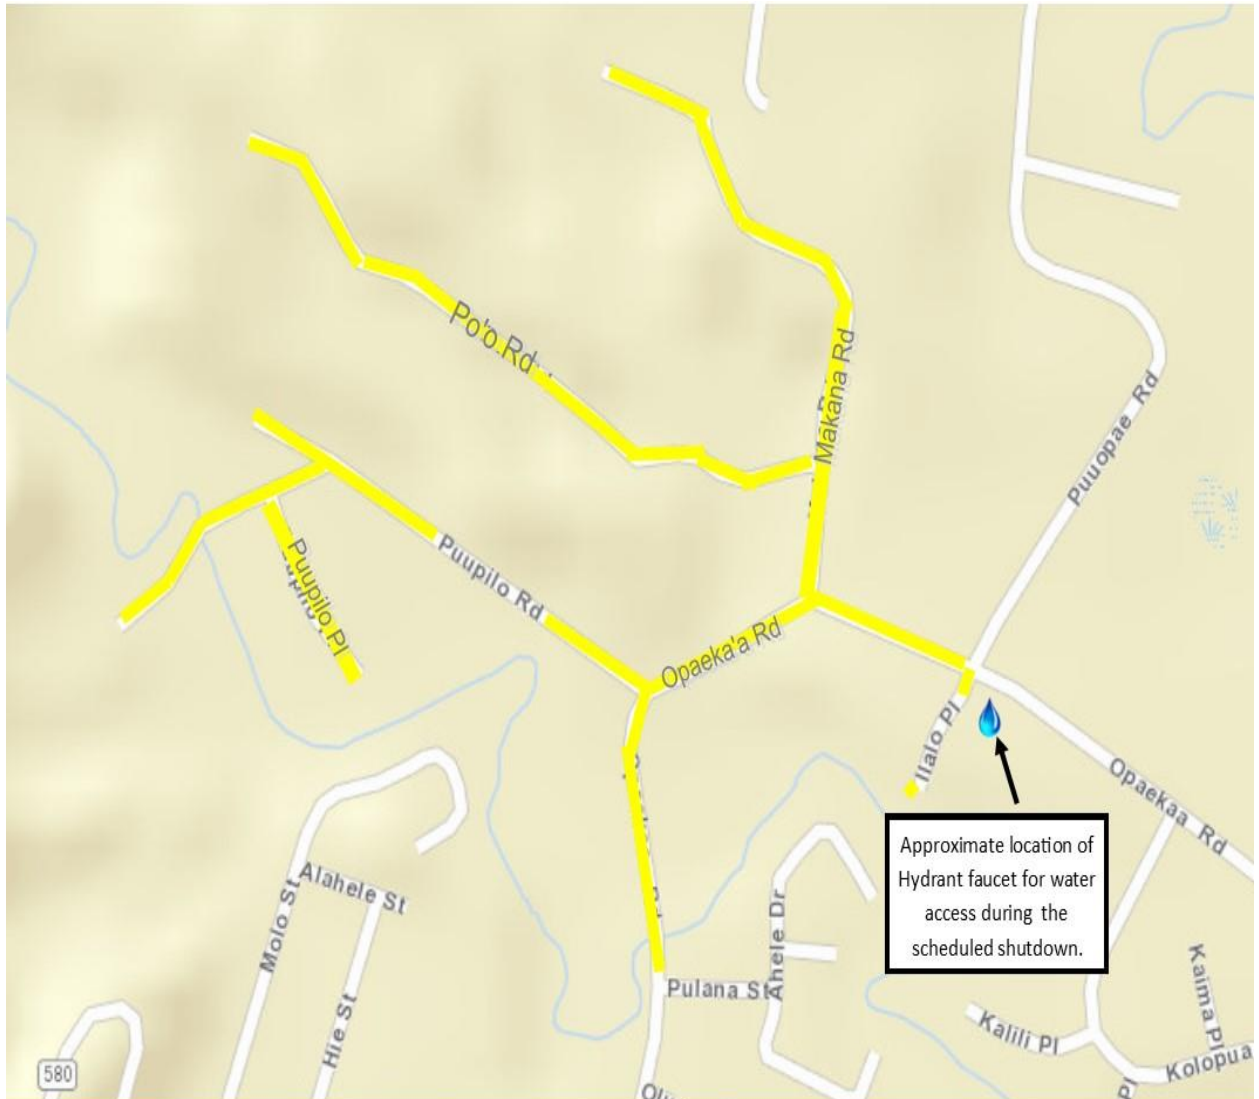 Po'o Rd
Makana Rd
Puuopae Rd
Puupilo Rd
Puupilo Pl
Opaeka'a Rd
Ilalo Pl
Opaekaa Rd
Approximate location of
Hydrant faucet for water
access during the
scheduled shutdown.
Alahele St
Molo St
Hie St
Pulana St
Ahele Dr
Kaima Pl
Kalili Pl
Kolopua
Pl
580